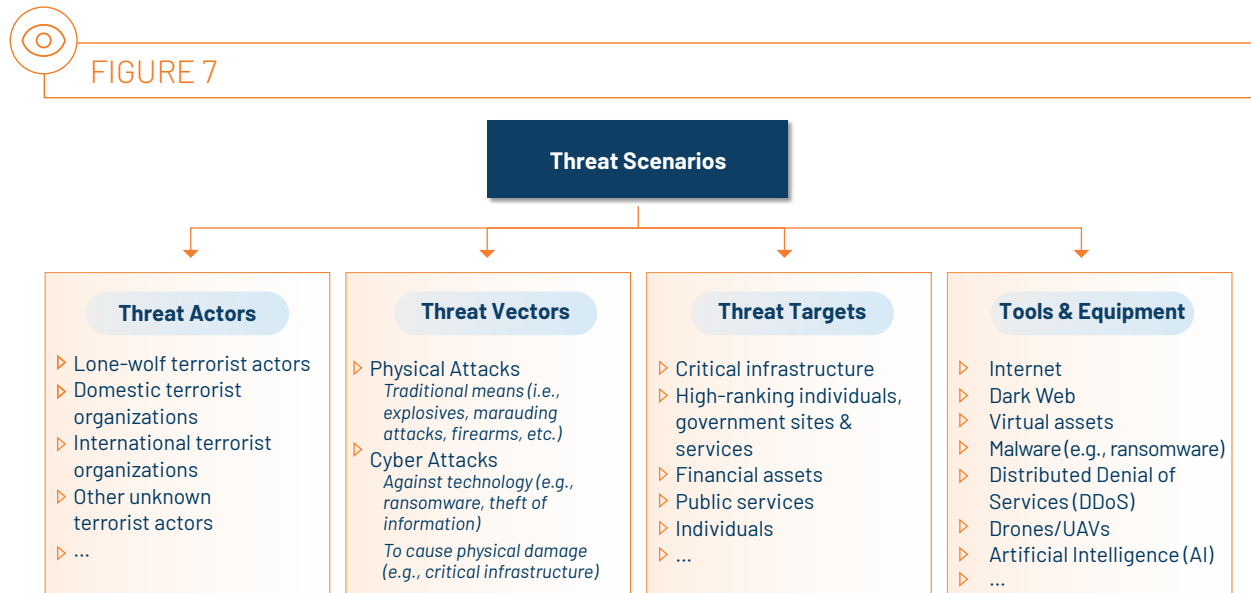 FIGURE 7
Threat Scenarios
Threat Actors
Lone-wolf terrorist actors
Domestic terrorist
organizations
International terrorist
organizations
Other unknown
terrorist actors
...
Threat Vectors
Physical Attacks
Traditional means (i.e.,
explosives, marauding
attacks, firearms, etc.)
Cyber Attacks
Against technology (e.g.,
ransomware, theft of
information)
To cause physical damage
(e.g., critical infrastructure)
Threat Targets
Critical infrastructure
High-ranking individuals,
government sites &
services
Financial assets
Public services
Individuals
...
Tools & Equipment
Internet
Dark Web
Virtual assets
Malware (e.g., ransomware)
Distributed Denial of
Services (DDoS)
Drones/UAVs
Artificial Intelligence (AI)
...